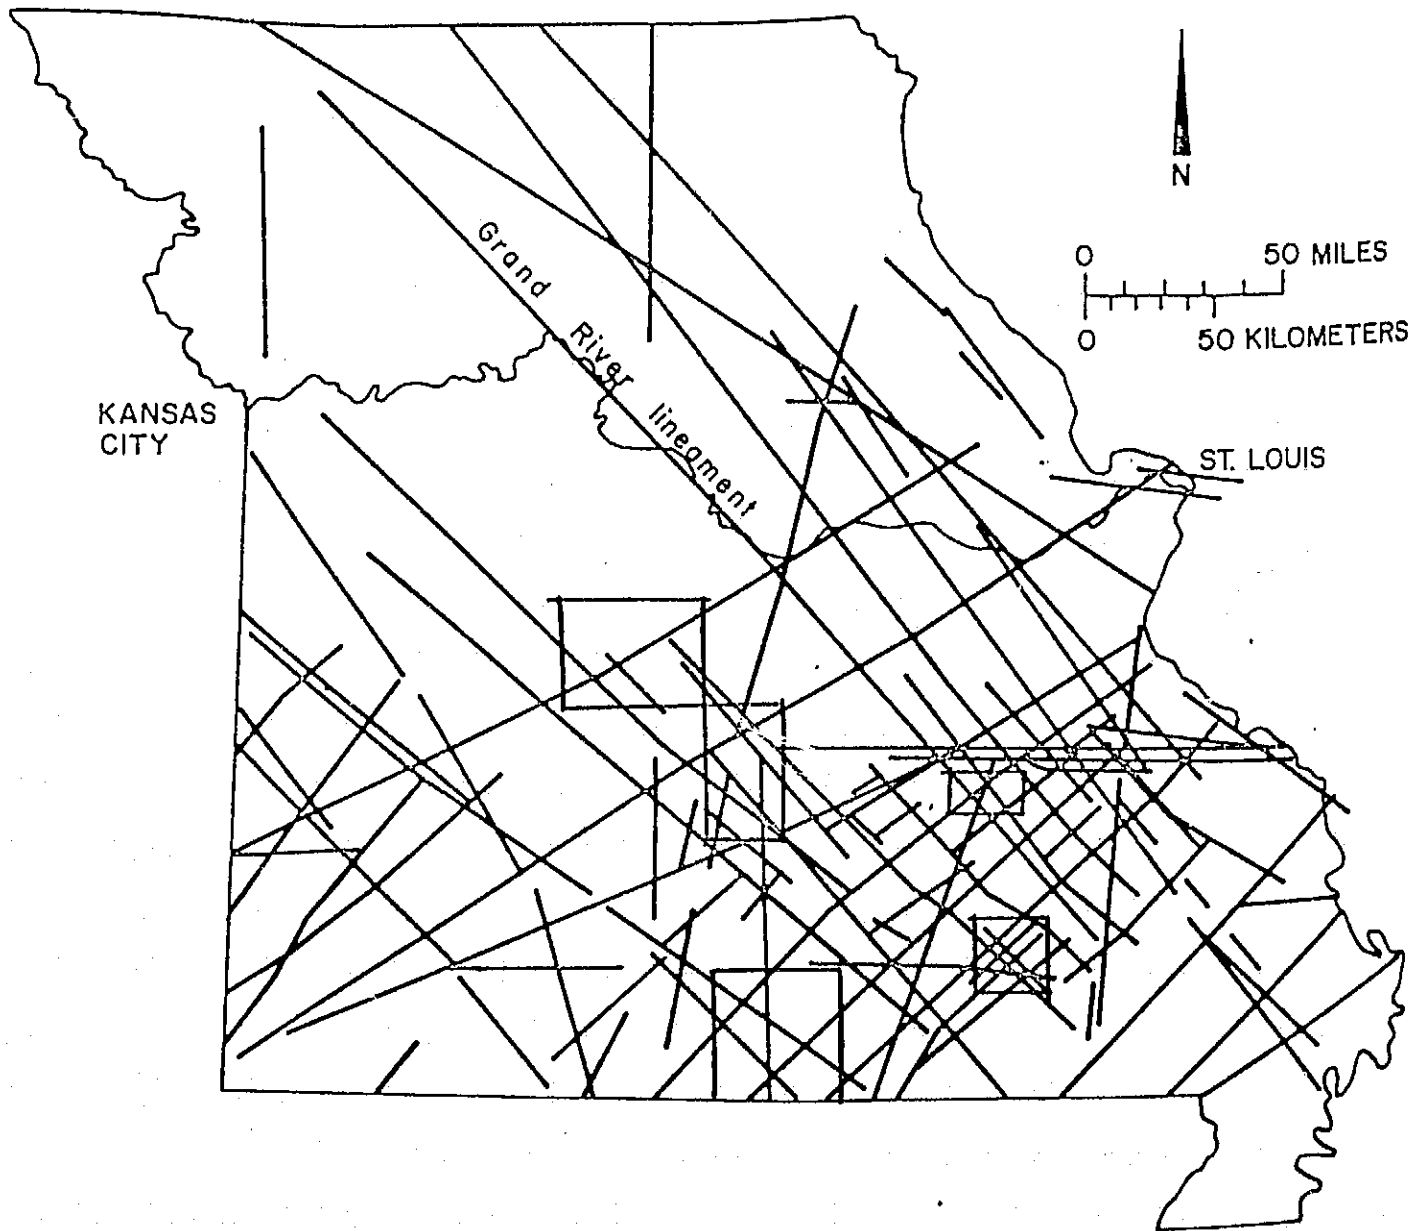 N
0 50 MILES
0 50 KILOMETERS
KANSAS
CITY
ST. LOUIS
Grand River lineament